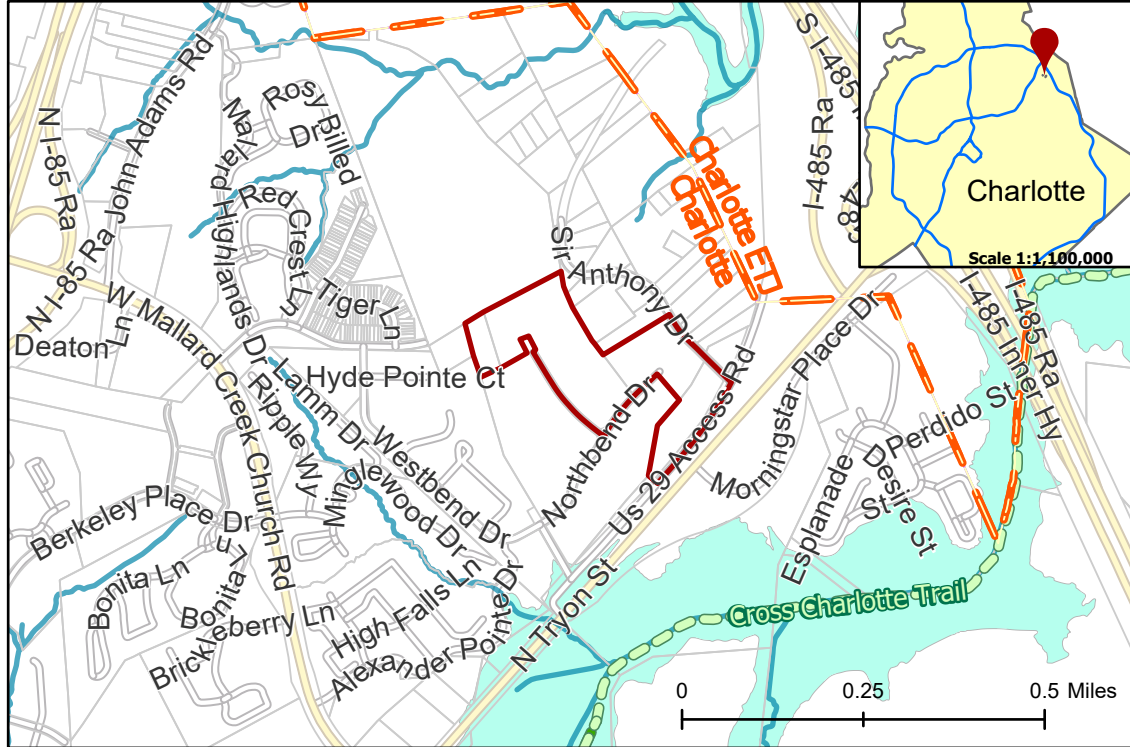 N I-85 Ra
N I-85 Ra
John Adams Rd
Mallard Highlands Dr
Rosy Billed
Dr
Red Crest Ln
Tiger Ln
W Mallard Creek Church Rd
Deaton Ln
Hyde Pointe Ct
Lamm Dr
Ripple Wy
Westbend Dr
Minglewood Dr
Berkeley Place Dr
Bonita Ln
Bonita Ln
Brickleberry Ln
High Falls Ln
Alexander Pointe Dr
N Tryon St
Northbend Dr
Us 29 Access Rd
Sir Anthony Dr
Charlotte ETJ
Charlotte
Morningstar Place Dr
Esplanade
St
Desire St
Perdido St
S I-485 Ra
I-485 Ra
I-485
I-485 Inner Hy
I-485 Ra
Cross Charlotte Trail
Charlotte
Scale 1:1,100,000
0 0.25 0.5 Miles